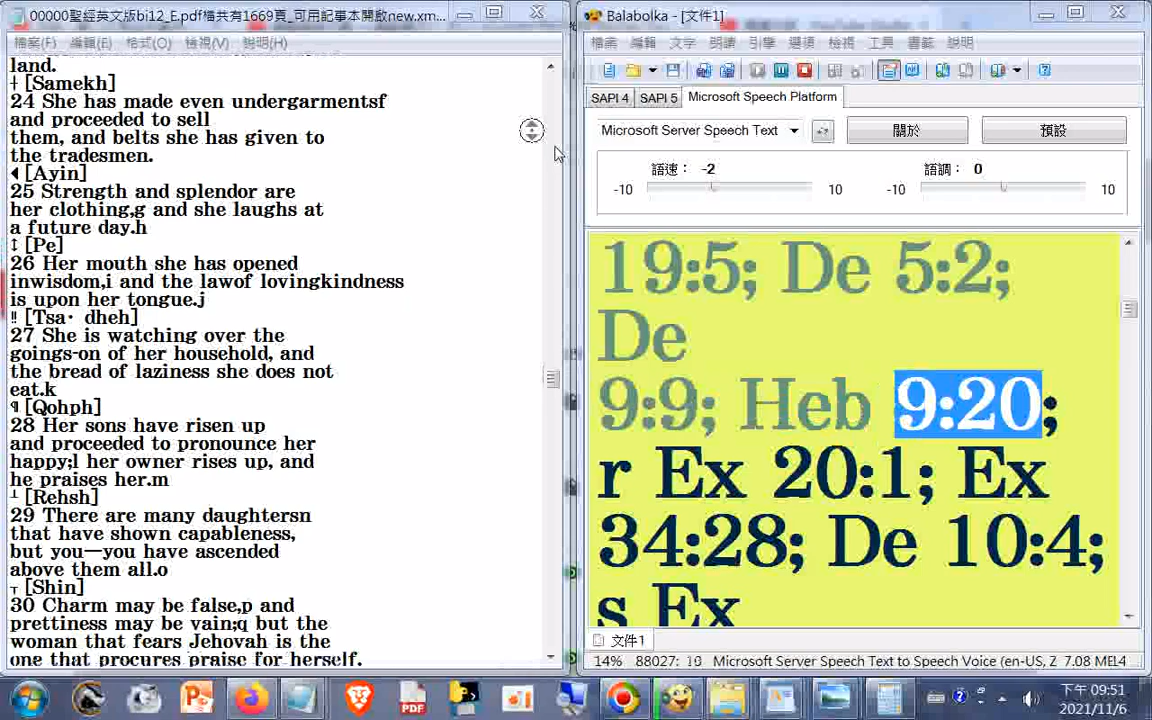 00000聖經英文版bi12_E.pdf檔共有1669頁_可用記事本開啟new.xm...
檔案(F) 編輯(E) 格式(O) 檢視(V) 說明(H)
land.
┼ [Samekh]
24 She has made even undergarmentsf
and proceeded to sell
them, and belts she has given to
the tradesmen.
◄ [Ayin]
25 Strength and splendor are
her clothing,g and she laughs at
a future day.h
↕ [Pe]
26 Her mouth she has opened
inwisdom,i and the lawof lovingkindness
is upon her tongue.j
‼ [Tsa· dheh]
27 She is watching over the
goings-on of her household, and
the bread of laziness she does not
eat.k
¶ [Qohph]
28 Her sons have risen up
and proceeded to pronounce her
happy;l her owner rises up, and
he praises her.m
┴ [Rehsh]
29 There are many daughtersn
that have shown capableness,
but you—you have ascended
above them all.o
┬ [Shin]
30 Charm may be false,p and
prettiness may be vain;q but the
woman that fears Jehovah is the
one that procures praise for herself.
Balabolka - [文件1]
檔案 編輯 文字 朗讀 引擎 選項 檢視 工具 書籤 說明
SAPI 4 SAPI 5 Microsoft Speech Platform
Microsoft Server Speech Text 關於 預設
語速： -2 語調： 0
-10 10 -10 10
19:5; De 5:2;
De
9:9; Heb 9:20;
r Ex 20:1; Ex
34:28; De 10:4;
s Ex
文件1
14% 88027: 10 Microsoft Server Speech Text to Speech Voice (en-US, Z 7.08 MEL4
PDF
下午 09:51
2021/11/6